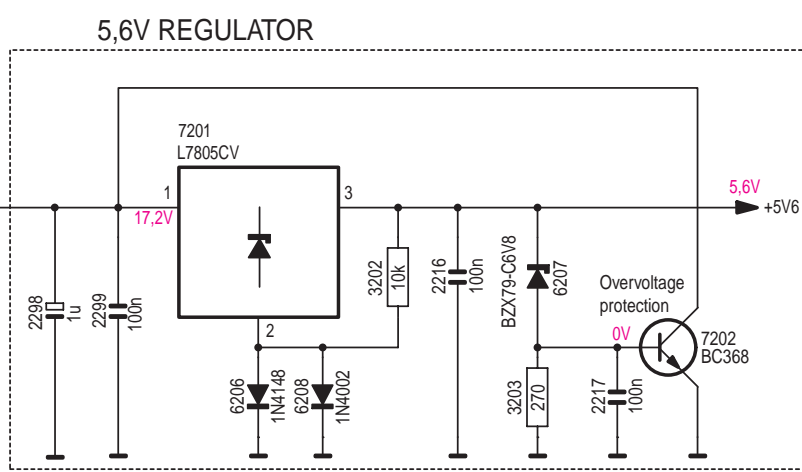 5,6V REGULATOR
7201
L7805CV
1
17,2V
3
2
5,6V
+5V6
2298
1u
2299
100n
3202
10k
2216
100n
BZX79-C6V8
6207
Overvoltage
protection
0V
7202
BC368
6206
1N4148
6208
1N4002
3203
270
2217
100n